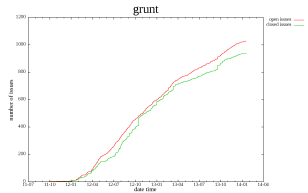 grunt
open issues
closed issues
1200
1000
800
600
400
200
0
number of issues
11-07 11-10 12-01 12-04 12-07 12-10 13-01 13-04 13-07 13-10 14-01 14-04
date time